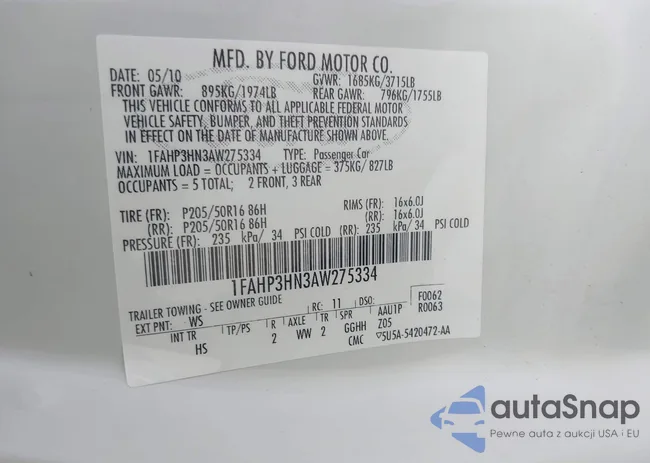 MFD. BY FORD MOTOR CO.
DATE: 05/10 GVWR: 1685KG/3715LB
FRONT GAWR: 895KG/1974LB REAR GAWR: 796KG/1755LB
THIS VEHICLE CONFORMS TO ALL APPLICABLE FEDERAL MOTOR
VEHICLE SAFETY, BUMPER, AND THEFT PREVENTION STANDARDS
IN EFFECT ON THE DATE OF MANUFACTURE SHOWN ABOVE.
VIN: 1FAHP3HN3AW275334 TYPE: Passenger Car
MAXIMUM LOAD = OCCUPANTS + LUGGAGE = 375KG/ 827LB
OCCUPANTS = 5 TOTAL; 2 FRONT, 3 REAR
TIRE (FR): P205/50R16 86H RIMS (FR): 16x6.0J
(RR): P205/50R16 86H (RR): 16x6.0J
PRESSURE (FR): 235 kPa/ 34 PSI COLD (RR): 235 kPa/ 34 PSI COLD
1FAHP3HN3AW275334
TRAILER TOWING - SEE OWNER GUIDE
EXT PNT: WS RC: 11 DSO: F0062
INT TR TP/PS R AXLE TR SPR AAU1P R0063
HS 2 WW 2 GGHH Z05
CMC ▽5U5A-5420472-AA
autaSnap
Pewne auta z aukcji USA i EU